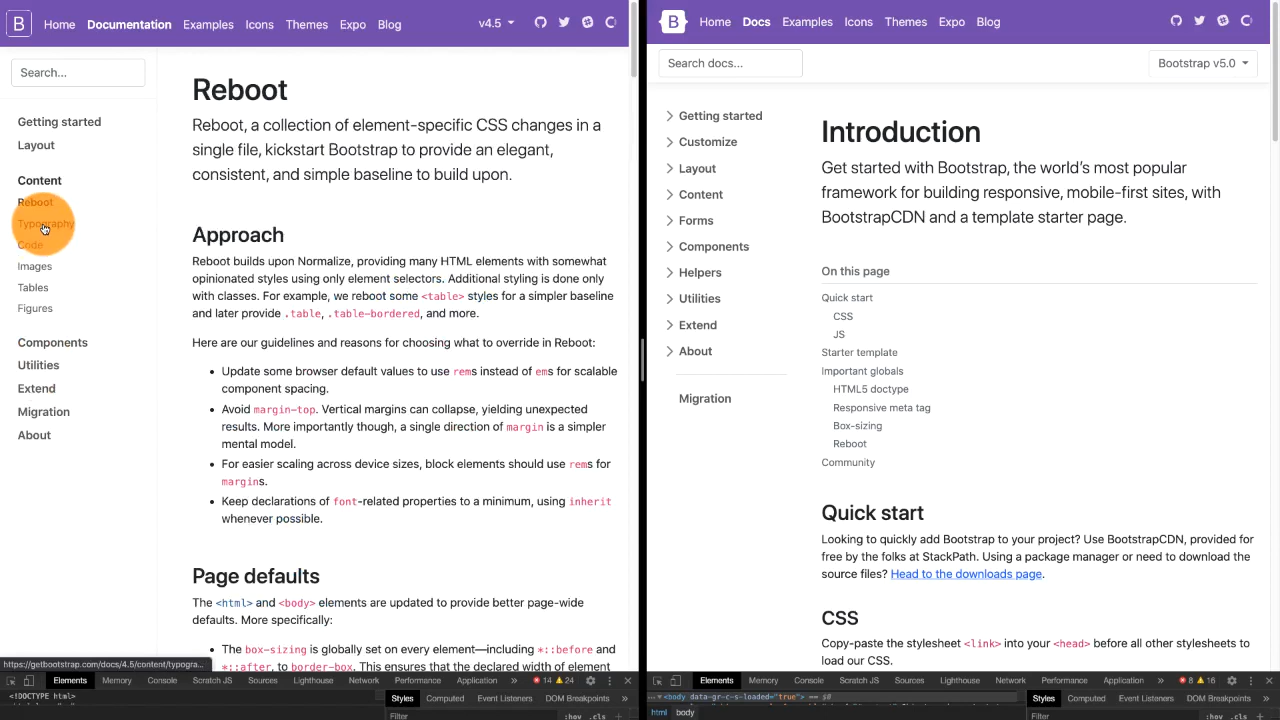 B Home Documentation Examples Icons Themes Expo Blog v4.5
Search...
Getting started
Layout
Content
Reboot
Typography
Code
Images
Tables
Figures
Components
Utilities
Extend
Migration
About
Reboot
Reboot, a collection of element-specific CSS changes in a
single file, kickstart Bootstrap to provide an elegant,
consistent, and simple baseline to build upon.
Approach
Reboot builds upon Normalize, providing many HTML elements with somewhat
opinionated styles using only element selectors. Additional styling is done only
with classes. For example, we reboot some <table> styles for a simpler baseline
and later provide .table, .table-bordered, and more.
Here are our guidelines and reasons for choosing what to override in Reboot:
• Update some browser default values to use rems instead of ems for scalable
component spacing.
• Avoid margin-top. Vertical margins can collapse, yielding unexpected
results. More importantly though, a single direction of margin is a simpler
mental model.
• For easier scaling across device sizes, block elements should use rems for
margins.
• Keep declarations of font-related properties to a minimum, using inherit
whenever possible.
Page defaults
The <html> and <body> elements are updated to provide better page-wide
defaults. More specifically:
• The box-sizing is globally set on every element—including *::before and
*::after, to border-box. This ensures that the declared width of element
https://getbootstrap.com/docs/4.5/content/typogra...
Elements Memory Console Scratch JS Sources Lighthouse Network Performance Application » 14 24
<!DOCTYPE html>
Styles Computed Event Listeners DOM Breakpoints »
Filter :hov .cls +
B Home Docs Examples Icons Themes Expo Blog
Search docs... Bootstrap v5.0
Getting started
Customize
Layout
Content
Forms
Components
Helpers
Utilities
Extend
About
Migration
Introduction
Get started with Bootstrap, the world’s most popular
framework for building responsive, mobile-first sites, with
BootstrapCDN and a template starter page.
On this page
Quick start
CSS
JS
Starter template
Important globals
HTML5 doctype
Responsive meta tag
Box-sizing
Reboot
Community
Quick start
Looking to quickly add Bootstrap to your project? Use BootstrapCDN, provided for
free by the folks at StackPath. Using a package manager or need to download the
source files? Head to the downloads page.
CSS
Copy-paste the stylesheet <link> into your <head> before all other stylesheets to
load our CSS.
Elements Memory Console Scratch JS Sources Lighthouse Network Performance Application » 8 16
…▾<body data-gr-c-s-loaded="true"> == $0
html body
Styles Computed Event Listeners DOM Breakpoints »
Filter :hov .cls +